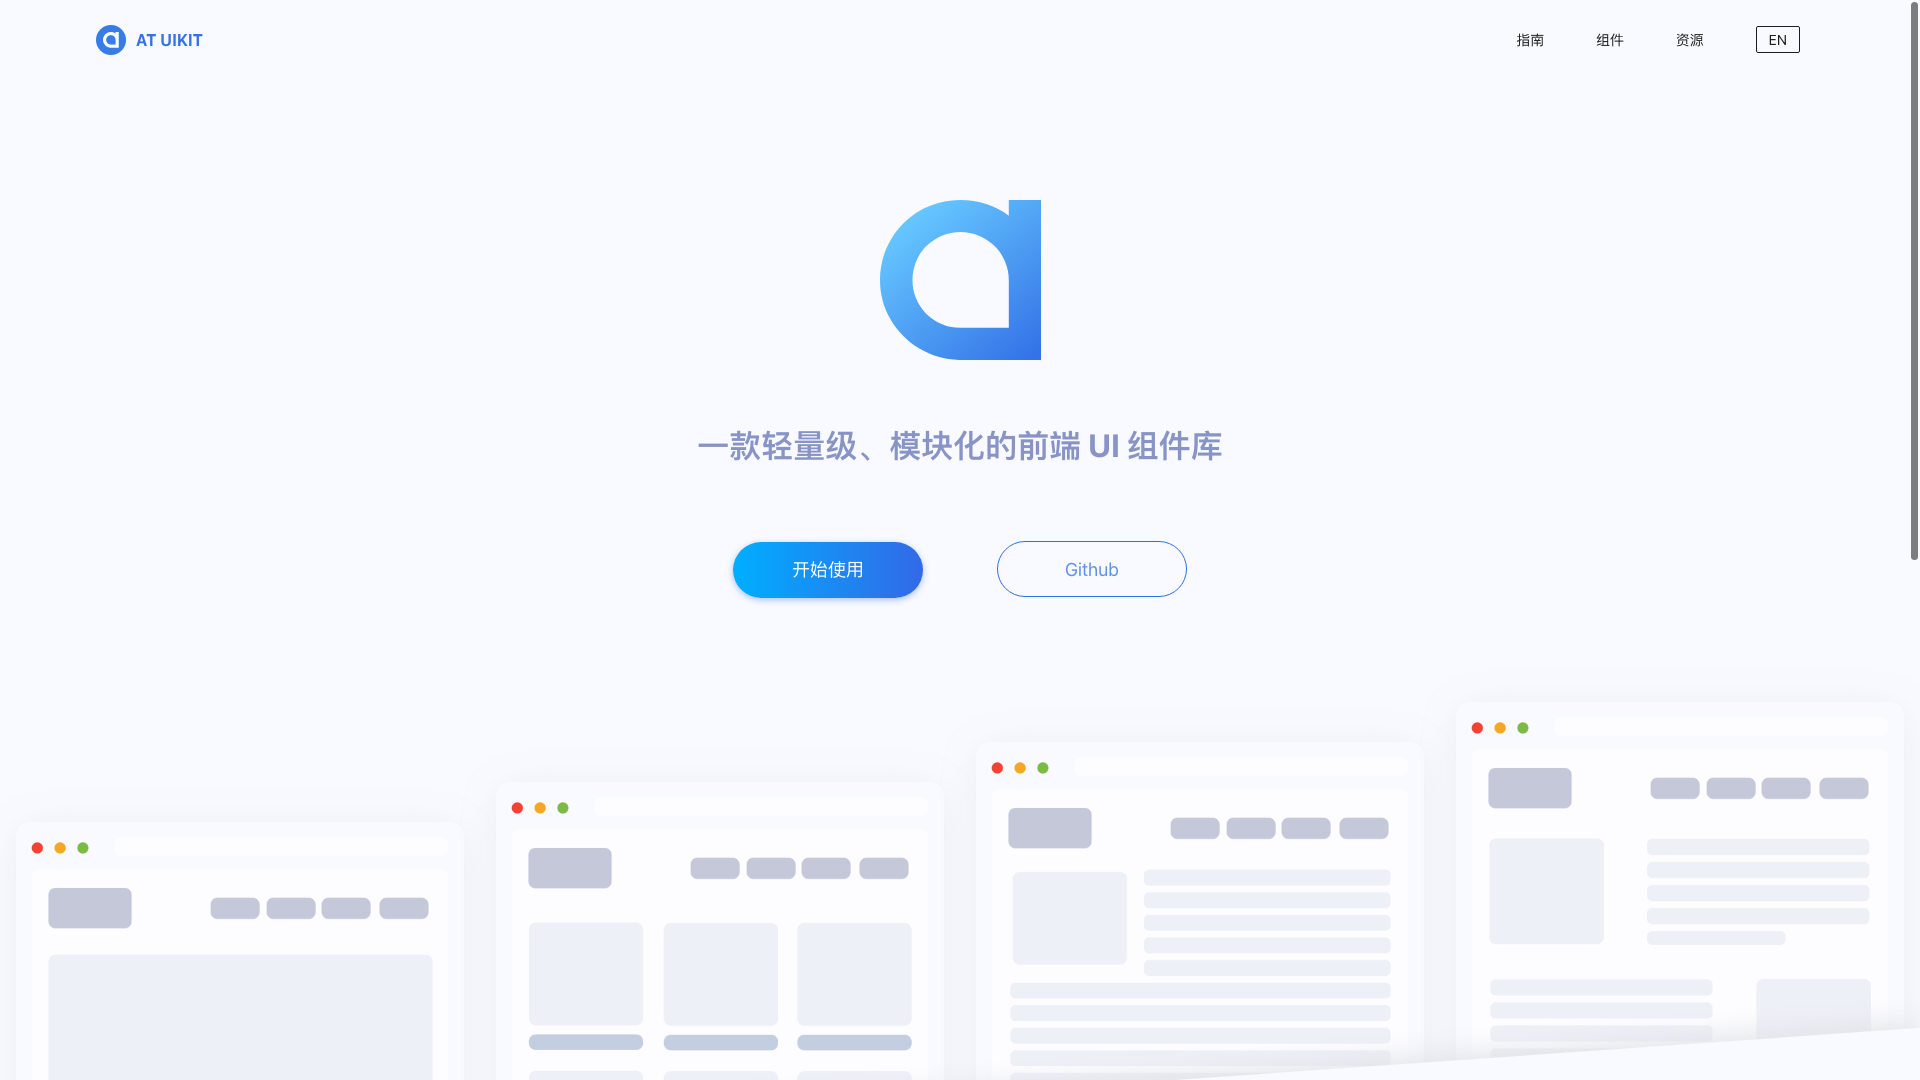 AT UIKIT
指南
组件
资源
EN
一款轻量级、模块化的前端 UI 组件库
开始使用
Github